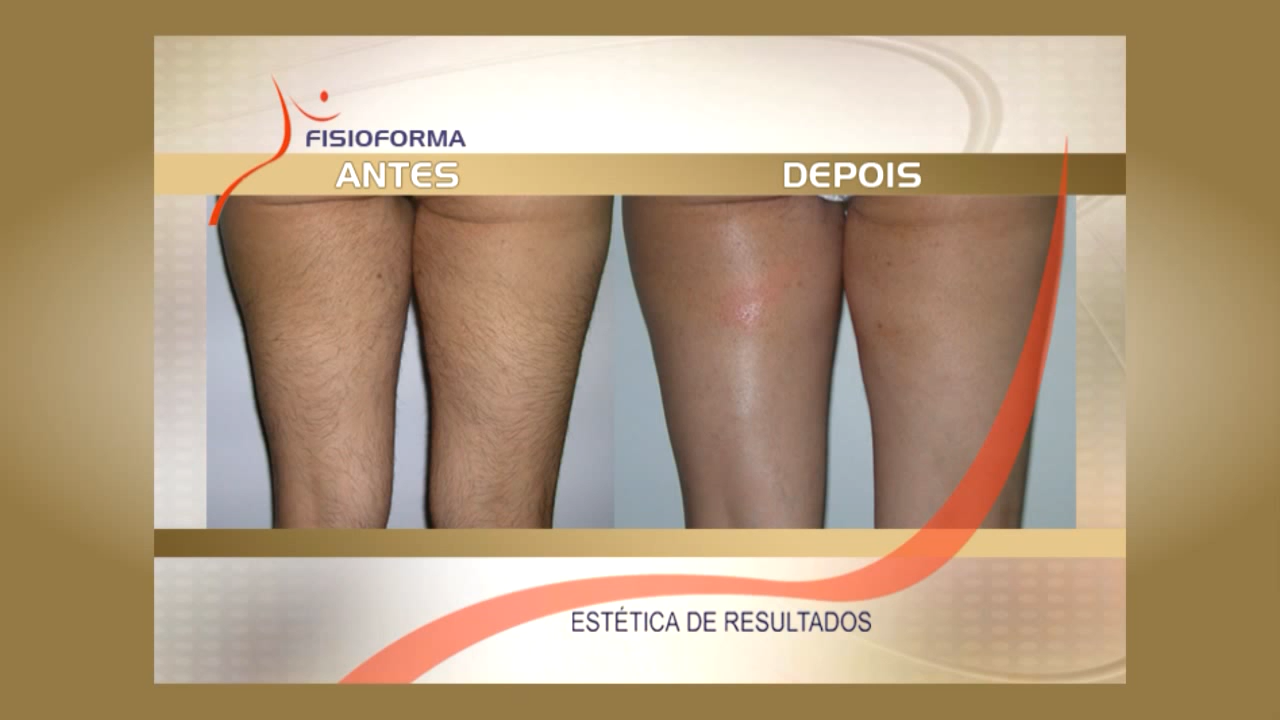 FISIOFORMA
ANTES DEPOIS
ESTÉTICA DE RESULTADOS